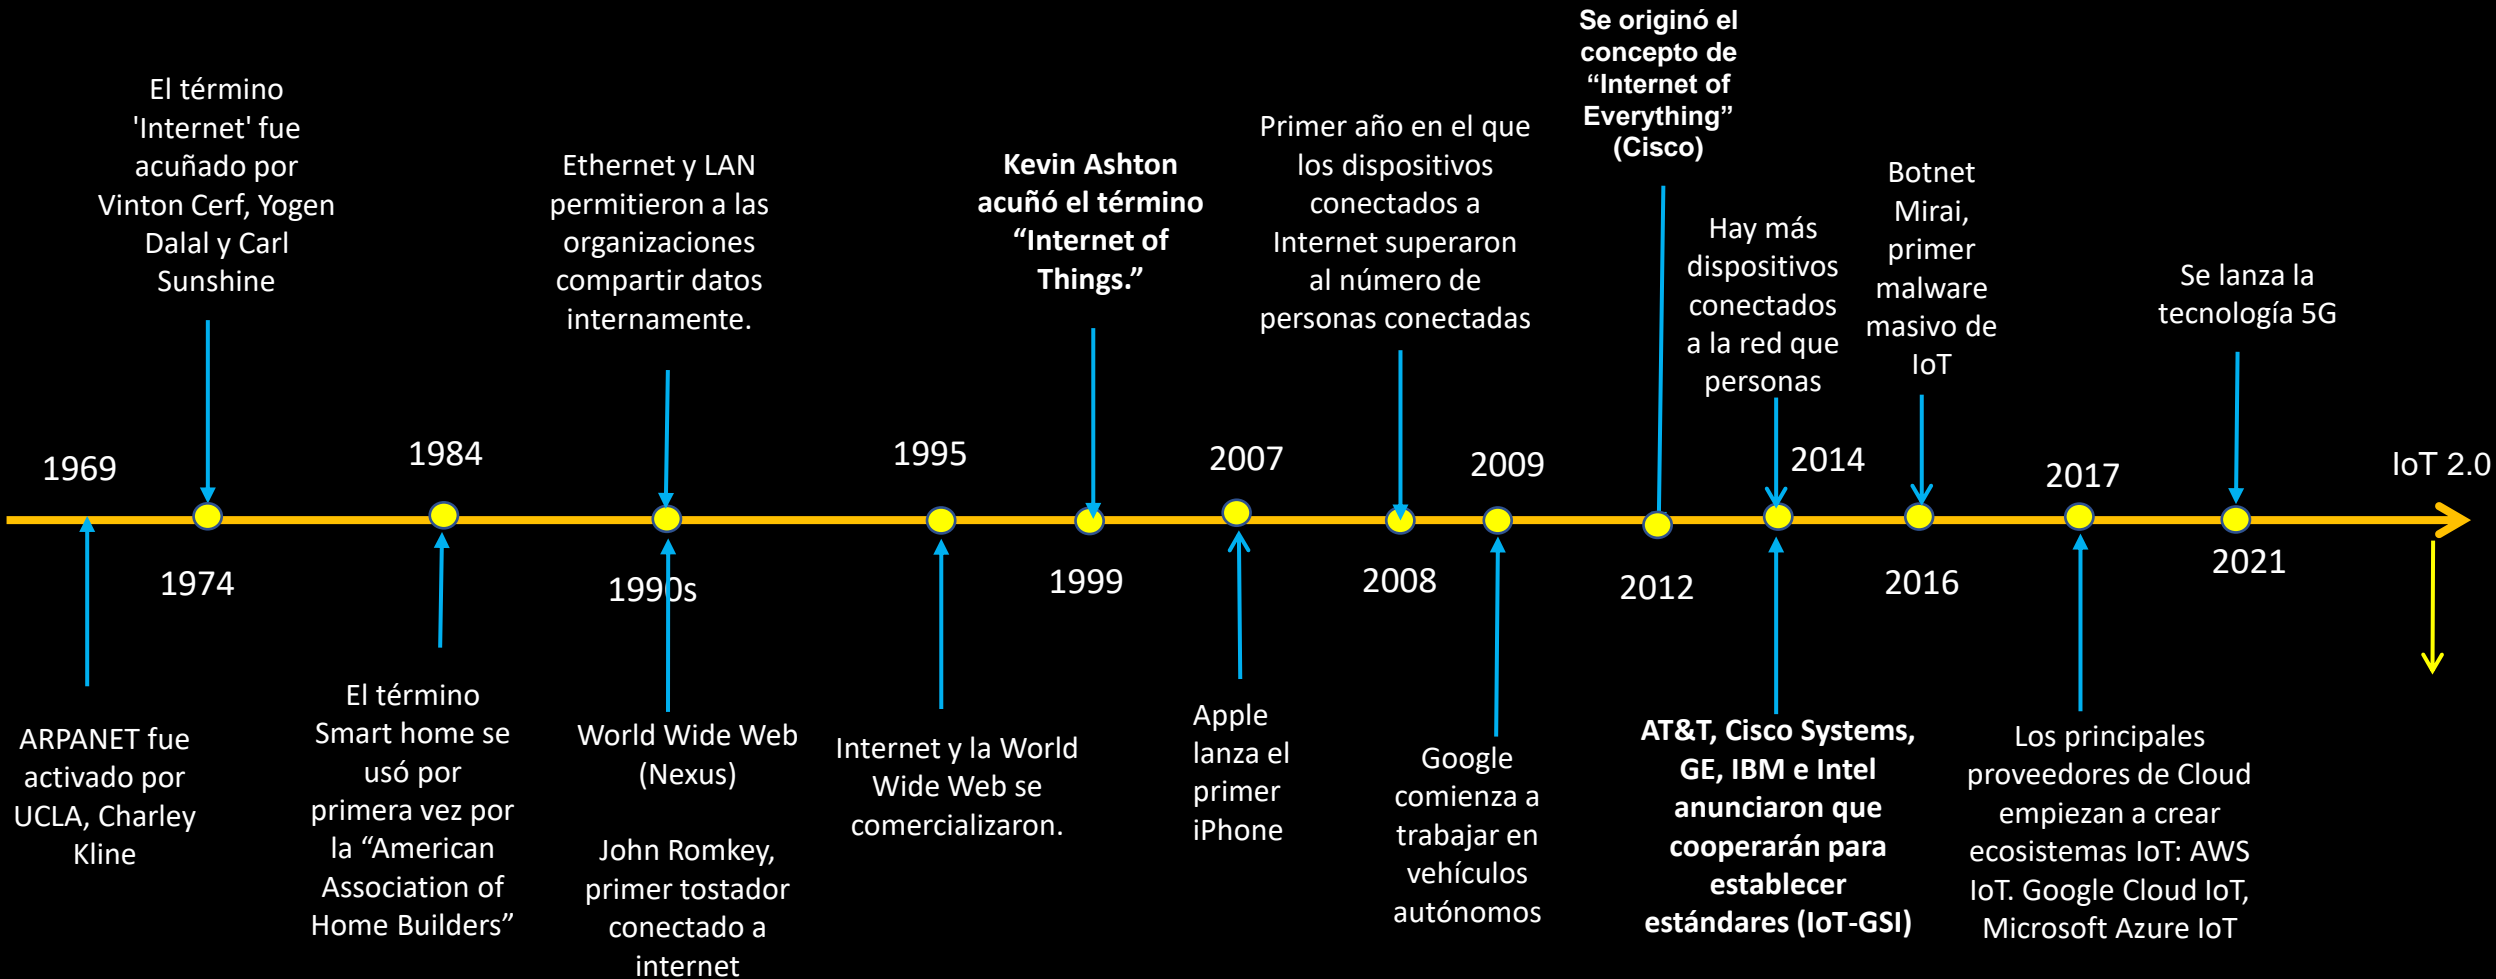 Se originó el
concepto de
“Internet of
Everything”
(Cisco)
El término
'Internet' fue
acuñado por
Vinton Cerf, Yogen
Dalal y Carl
Sunshine
Ethernet y LAN
permitieron a las
organizaciones
compartir datos
internamente.
Kevin Ashton
acuñó el término
“Internet of
Things.”
Primer año en el que
los dispositivos
conectados a
Internet superaron
al número de
personas conectadas
Hay más
dispositivos
conectados
a la red que
personas
Botnet
Mirai,
primer
malware
masivo de
IoT
Se lanza la
tecnología 5G
1969
1984
1995
2007
2009
2014
2017
IoT 2.0
1974
1990s
1999
2008
2012
2016
2021
ARPANET fue
activado por
UCLA, Charley
Kline
El término
Smart home se
usó por
primera vez por
la “American
Association of
Home Builders”
World Wide Web
(Nexus)
John Romkey,
primer tostador
conectado a
internet
Internet y la World
Wide Web se
comercializaron.
Apple
lanza el
primer
iPhone
Google
comienza a
trabajar en
vehículos
autónomos
AT&T, Cisco Systems,
GE, IBM e Intel
anunciaron que
cooperarán para
establecer
estándares (IoT-GSI)
Los principales
proveedores de Cloud
empiezan a crear
ecosistemas IoT: AWS
IoT. Google Cloud IoT,
Microsoft Azure IoT